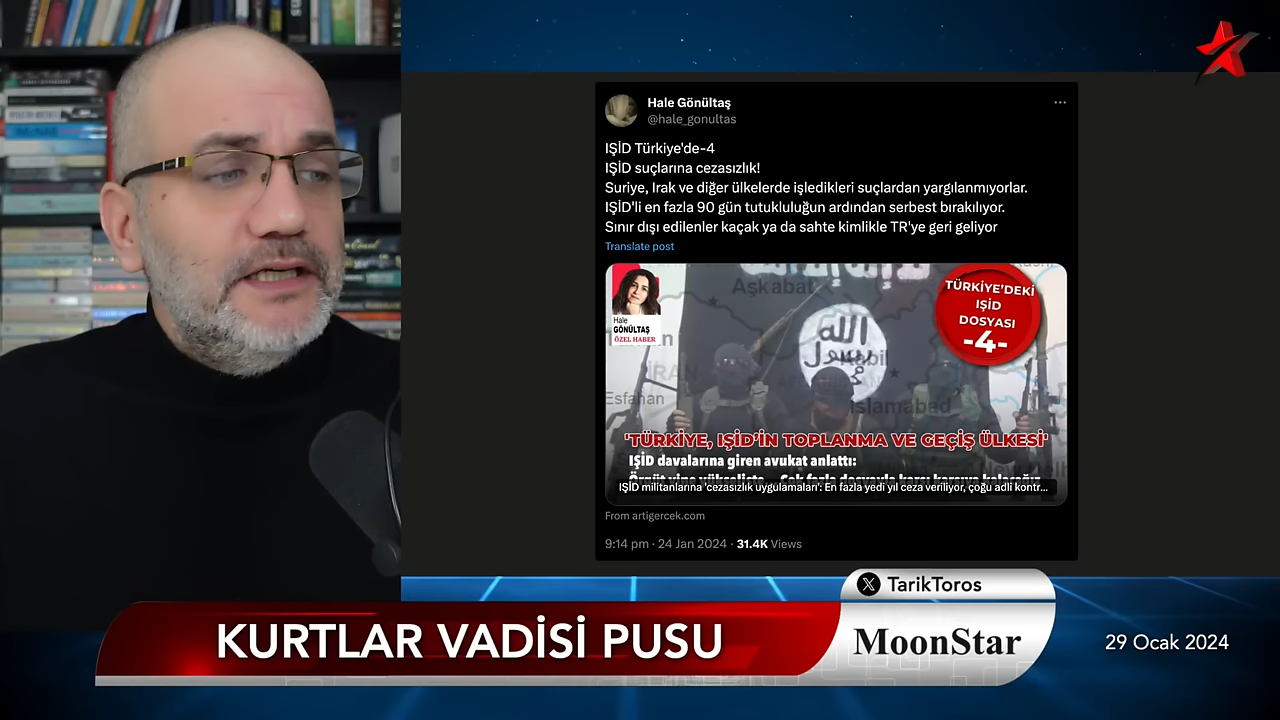 Hale Gönültaş
@hale_gonultas
IŞİD Türkiye'de-4
IŞİD suçlarına cezasızlık!
Suriye, Irak ve diğer ülkelerde işledikleri suçlardan yargılanmıyorlar.
IŞİD'li en fazla 90 gün tutukluluğun ardından serbest bırakılıyor.
Sınır dışı edilenler kaçak ya da sahte kimlikle TR'ye geri geliyor
Translate post
Aşkabat
Hale
GÖNÜLTAŞ
ÖZEL HABER
TÜRKİYE'DEKİ
IŞİD
DOSYASI
-4-
الله
رسول
Kabil
İRAN
Esfahan
Islamabad
'TÜRKİYE, IŞİD'İN TOPLANMA VE GEÇİŞ ÜLKESİ'
IŞİD davalarına giren avukat anlattı:
IŞİD militanlarına 'cezasızlık uygulamaları': En fazla yedi yıl ceza veriliyor, çoğu adli kontr...
From artigercek.com
9:14 pm · 24 Jan 2024 · 31.4K Views
TarikToros
KURTLAR VADİSİ PUSU
MoonStar
29 Ocak 2024